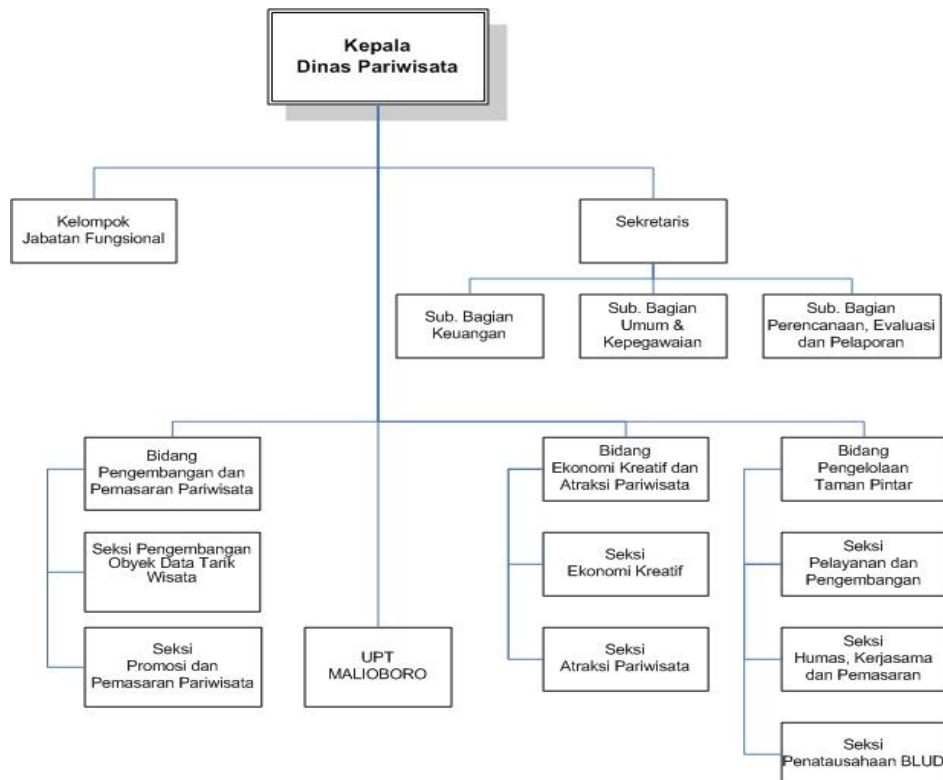 Kepala
Dinas Pariwisata
Kelompok
Jabatan Fungsional
Sekretaris
Sub. Bagian
Keuangan
Sub. Bagian
Umum &
Kepegawaian
Sub. Bagian
Perencanaan, Evaluasi
dan Pelaporan
Bidang
Pengembangan dan
Pemasaran Pariwisata
Seksi Pengembangan
Obyek Data Tarik
Wisata
Seksi
Promosi dan
Pemasaran Pariwisata
UPT
MALIOBORO
Bidang
Ekonomi Kreatif dan
Atraksi Pariwisata
Seksi
Ekonomi Kreatif
Seksi
Atraksi Pariwisata
Bidang
Pengelolaan
Taman Pintar
Seksi
Pelayanan dan
Pengembangan
Seksi
Humas, Kerjasama
dan Pemasaran
Seksi
Penatausahaan BLUD